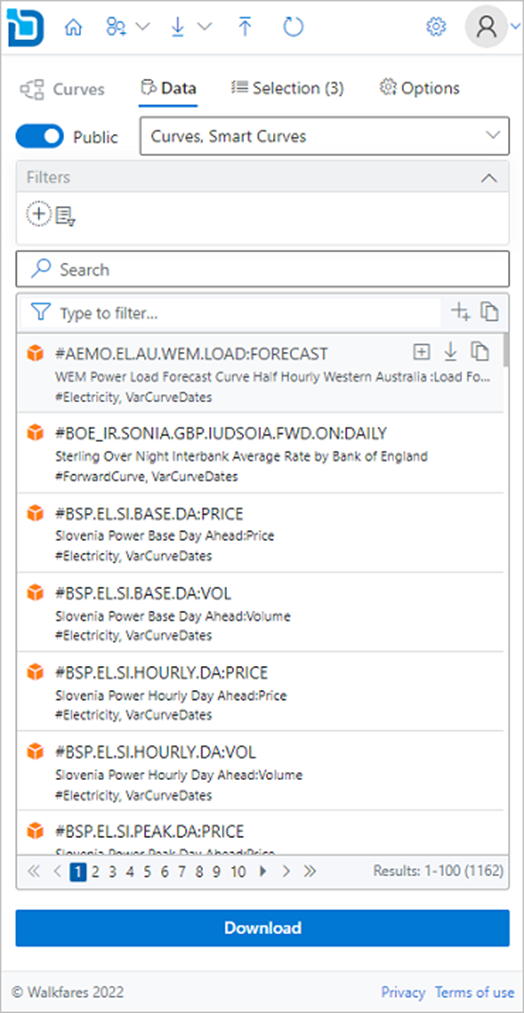 Curves Data Selection (3) Options
Public Curves, Smart Curves
Filters
Search
Type to filter...
#AEMO.EL.AU.WEM.LOAD:FORECAST
WEM Power Load Forecast Curve Half Hourly Western Australia :Load Fo...
#Electricity, VarCurveDates
#BOE_IR.SONIA.GBP.IUDSOIA.FWD.ON:DAILY
Sterling Over Night Interbank Average Rate by Bank of England
#ForwardCurve, VarCurveDates
#BSP.EL.SI.BASE.DA:PRICE
Slovenia Power Base Day Ahead:Price
#Electricity, VarCurveDates
#BSP.EL.SI.BASE.DA:VOL
Slovenia Power Base Day Ahead:Volume
#Electricity, VarCurveDates
#BSP.EL.SI.HOURLY.DA:PRICE
Slovenia Power Hourly Day Ahead:Price
#Electricity, VarCurveDates
#BSP.EL.SI.HOURLY.DA:VOL
Slovenia Power Hourly Day Ahead:Volume
#Electricity, VarCurveDates
#BSP.EL.SI.PEAK.DA:PRICE
Slovenia Power Peak Day Ahead:Price
1 2 3 4 5 6 7 8 9 10 Results: 1-100 (1162)
Download
© Walkfares 2022 Privacy Terms of use